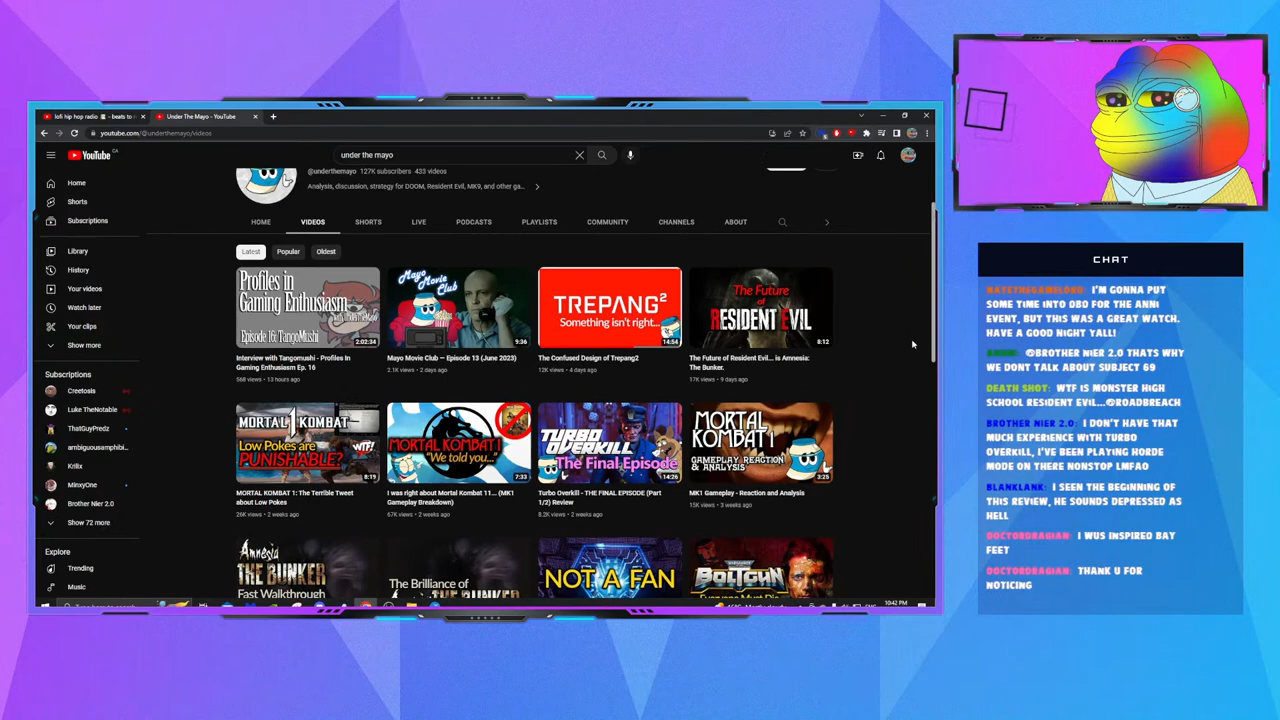 lofi hip hop radio
Under The Mayo - YouTube
youtube.com/@underthemayo/videos
YouTube CA
under the mayo
@underthemayo 127K subscribers 433 videos
Analysis, discussion, strategy for DOOM, Resident Evil, MK9, and other ga...
HOME VIDEOS SHORTS LIVE PODCASTS PLAYLISTS COMMUNITY CHANNELS ABOUT
Latest Popular Oldest
Home
Shorts
Subscriptions
Library
History
Your videos
Watch later
Your clips
Show more
Subscriptions
Creetosis
Luke TheNotable
ThatGuyPredz
ambiguousamphibi...
Krilix
MinxyOne
Brother Nier 2.0
Show 72 more
Explore
Trending
Music
Profiles in
Gaming Enthusiasm
Episode 16: TangoMushi
2:02:34
Interview with Tangomushi - Profiles In
Gaming Enthusiasm Ep. 16
568 views • 13 hours ago
Mayo
Movie Club
9:36
Mayo Movie Club — Episode 13 (June 2023)
2.1K views • 2 days ago
TREPANG2
Something isn't right...
14:54
The Confused Design of Trepang2
12K views • 4 days ago
The Future
of
RESIDENT EVIL
8:12
The Future of Resident Evil... is Amnesia:
The Bunker.
17K views • 9 days ago
MORTAL KOMBAT
Low Pokes are
PUNISHABLE?
WTF!
8:19
MORTAL KOMBAT 1: The Terrible Tweet
about Low Pokes
26K views • 2 weeks ago
MORTAL KOMBAT 1
"We told you..."
7:33
I was right about Mortal Kombat 11... (MK1
Gameplay Breakdown)
67K views • 2 weeks ago
TURBO
OVERKILL
The Final Episode
14:26
Turbo Overkill - THE FINAL EPISODE (Part
1/2) Review
8.2K views • 2 weeks ago
MORTAL
KOMBAT 1
GAMEPLAY REACTION
& ANALYSIS
3:25
MK1 Gameplay - Reaction and Analysis
15K views • 3 weeks ago
Amnesia
THE BUNKER
Fast Walkthrough
The Brilliance of
NOT A FAN
BOLTGUN
Everyone Must Die
10:42 PM
CHAT
NATETHEGAMELORD: I'M GONNA PUT
SOME TIME INTO OBD FOR THE ANNI
EVENT, BUT THIS WAS A GREAT WATCH.
HAVE A GOOD NIGHT YALL!
@BROTHER NIER 2.0 THATS WHY
WE DONT TALK ABOUT SUBJECT 69
DEATH SHOT: WTF IS MONSTER HIGH
SCHOOL RESIDENT EVIL...@ROADBREACH
BROTHER NIER 2.0: I DON'T HAVE THAT
MUCH EXPERIENCE WITH TURBO
OVERKILL, I'VE BEEN PLAYING HORDE
MODE ON THERE NONSTOP LMFAO
BLANKLANK: I SEEN THE BEGINNING OF
THIS REVIEW, HE SOUNDS DEPRESSED AS
HELL
DOCTORDRAGIAN: I WUS INSPIRED BAY
FEET
DOCTORDRAGIAN: THANK U FOR
NOTICING